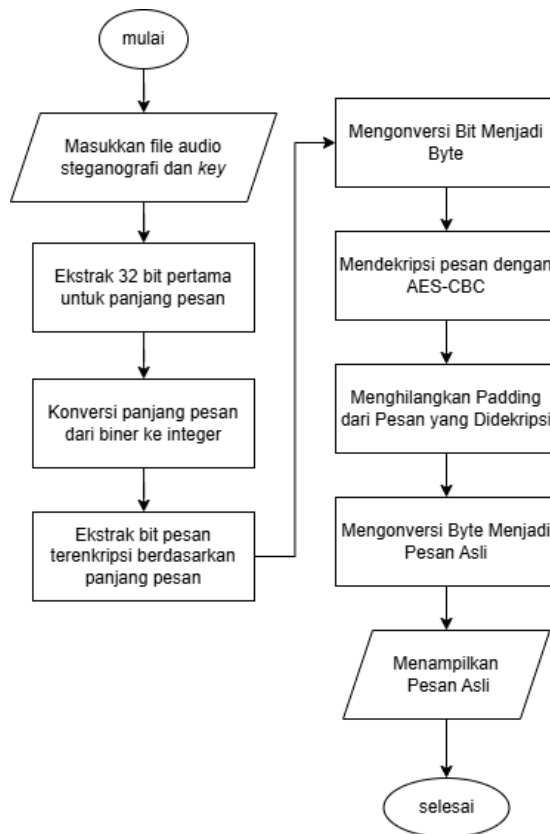 mulai
Masukkan file audio
steganografi dan key
Ekstrak 32 bit pertama
untuk panjang pesan
Konversi panjang pesan
dari biner ke integer
Ekstrak bit pesan
terenkripsi berdasarkan
panjang pesan
Mengonversi Bit Menjadi
Byte
Mendekripsi pesan dengan
AES-CBC
Menghilangkan Padding
dari Pesan yang Didekripsi
Mengonversi Byte Menjadi
Pesan Asli
Menampilkan
Pesan Asli
selesai